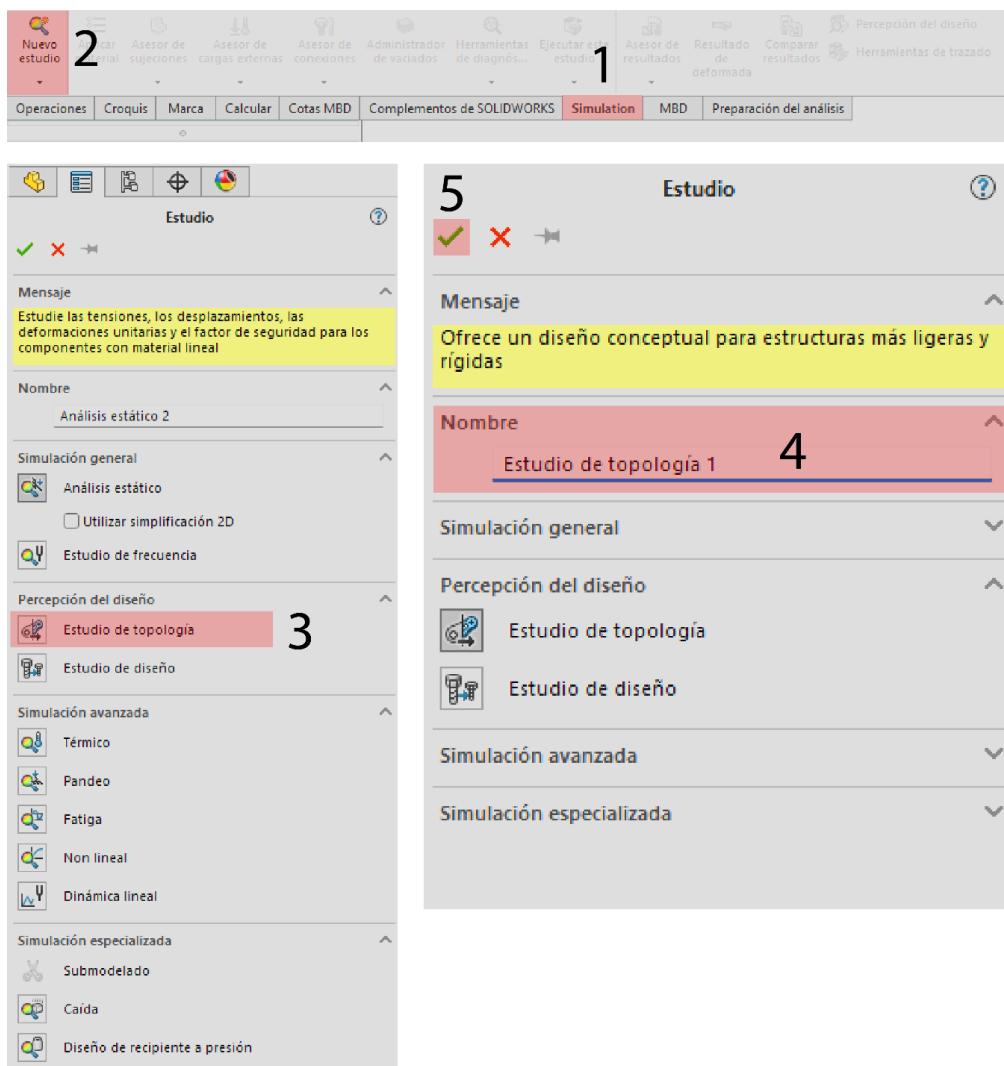 Nuevo estudio
2
Aplicar material
Asesor de sujeciones
Asesor de cargas externas
Asesor de conexiones
Administrador de vaciados
Herramientas de diagnós...
Ejecutar este estudio
1
Asesor de resultados
Resultado de deformada
Comparar resultados
Percepción del diseño
Herramientas de trazado
Operaciones Croquis Marca Calcular Cotas MBD Complementos de SOLIDWORKS Simulation MBD Preparación del análisis
Estudio
Mensaje
Estudie las tensiones, los desplazamientos, las
deformaciones unitarias y el factor de seguridad para los
componentes con material lineal
Nombre
Análisis estático 2
Simulación general
Análisis estático
Utilizar simplificación 2D
Estudio de frecuencia
Percepción del diseño
Estudio de topología
3
Estudio de diseño
Simulación avanzada
Térmico
Pandeo
Fatiga
Non lineal
Dinámica lineal
Simulación especializada
Submodelado
Caída
Diseño de recipiente a presión
5
Estudio
Mensaje
Ofrece un diseño conceptual para estructuras más ligeras y
rígidas
Nombre
Estudio de topología 1
4
Simulación general
Percepción del diseño
Estudio de topología
Estudio de diseño
Simulación avanzada
Simulación especializada